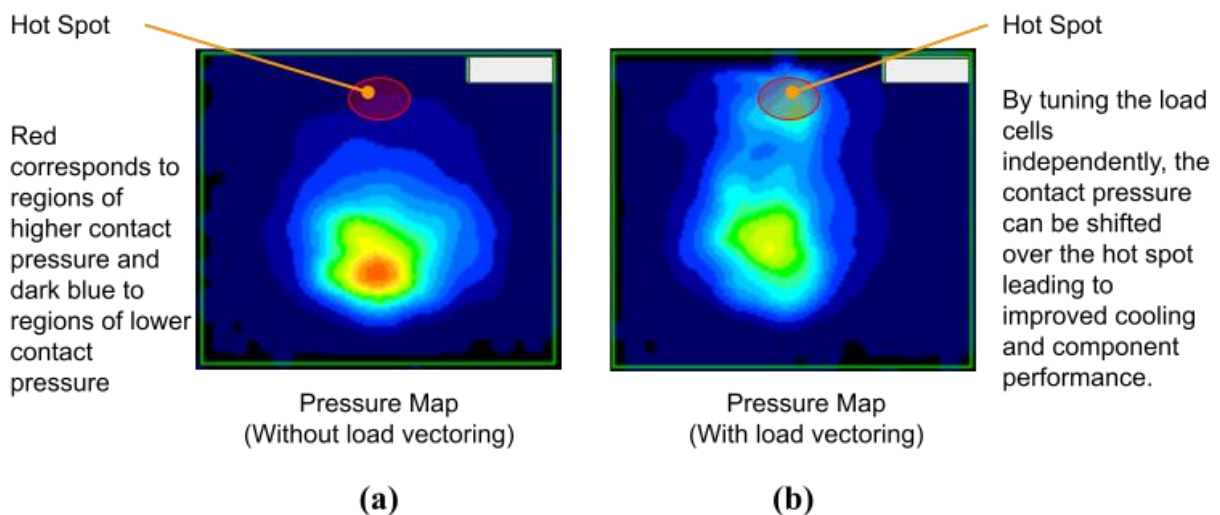 Hot Spot
Red
corresponds to
regions of
higher contact
pressure and
dark blue to
regions of lower
contact
pressure
Pressure Map
(Without load vectoring)
(a)
Hot Spot
By tuning the load
cells
independently, the
contact pressure
can be shifted
over the hot spot
leading to
improved cooling
and component
performance.
Pressure Map
(With load vectoring)
(b)